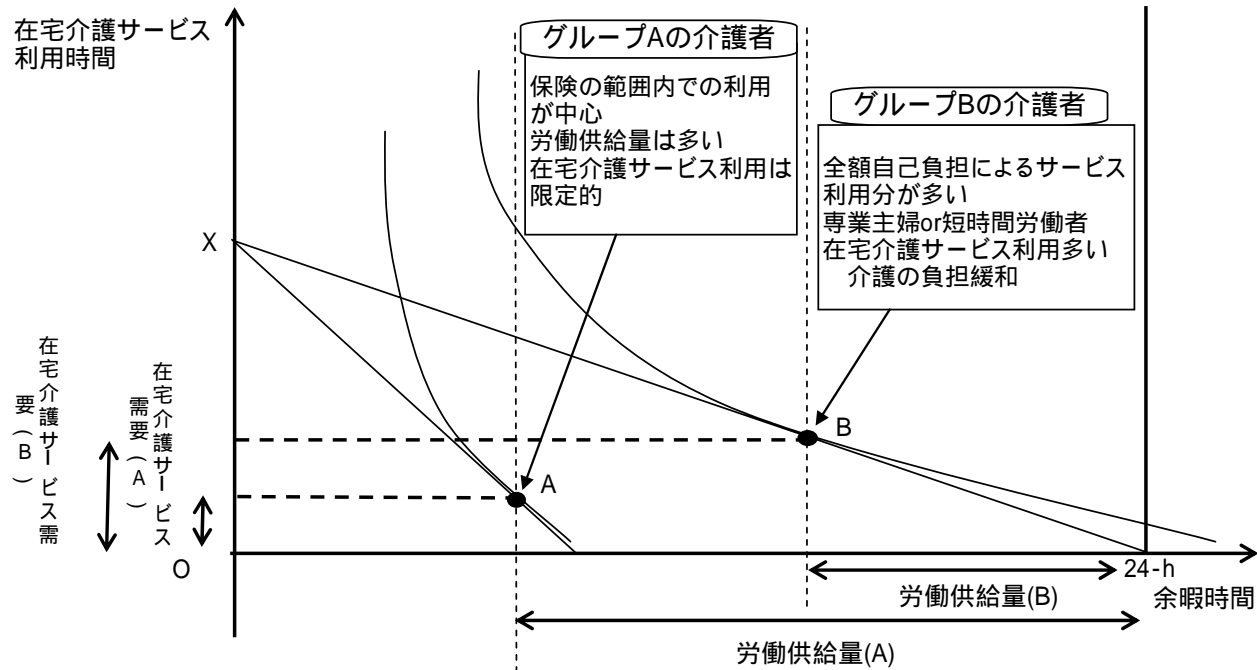 在宅介護サービス
利用時間
グループAの介護者
保険の範囲内での利用
が中心
労働供給量は多い
在宅介護サービス利用は
限定的
グループBの介護者
全額自己負担によるサービス
利用分が多い
専業主婦or短時間労働者
在宅介護サービス利用多い
介護の負担緩和
X
在宅介護サービス需
要(B)
在宅介護サービス
需要(A)
B
A
O
24-h
労働供給量(B)
余暇時間
労働供給量(A)